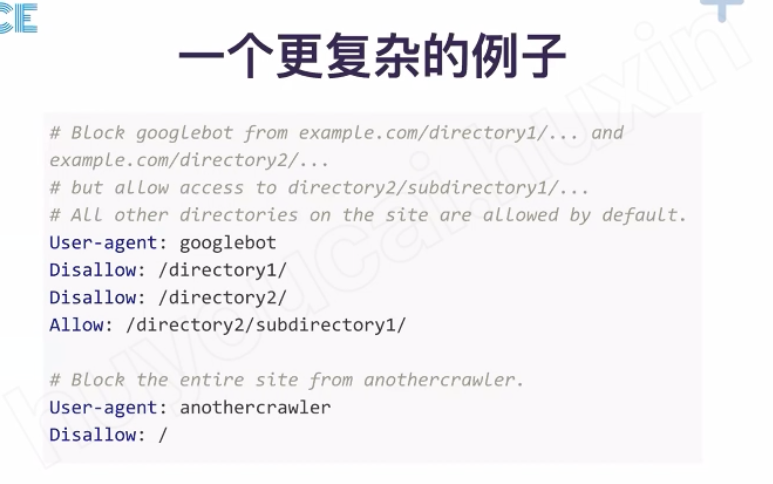 CE
一个更复杂的例子
# Block googlebot from example.com/directory1/... and
example.com/directory2/...
# but allow access to directory2/subdirectory1/...
# All other directories on the site are allowed by default.
User-agent: googlebot
Disallow: /directory1/
Disallow: /directory2/
Allow: /directory2/subdirectory1/
# Block the entire site from anothercrawler.
User-agent: anothercrawler
Disallow: /
huyoucai.huxin